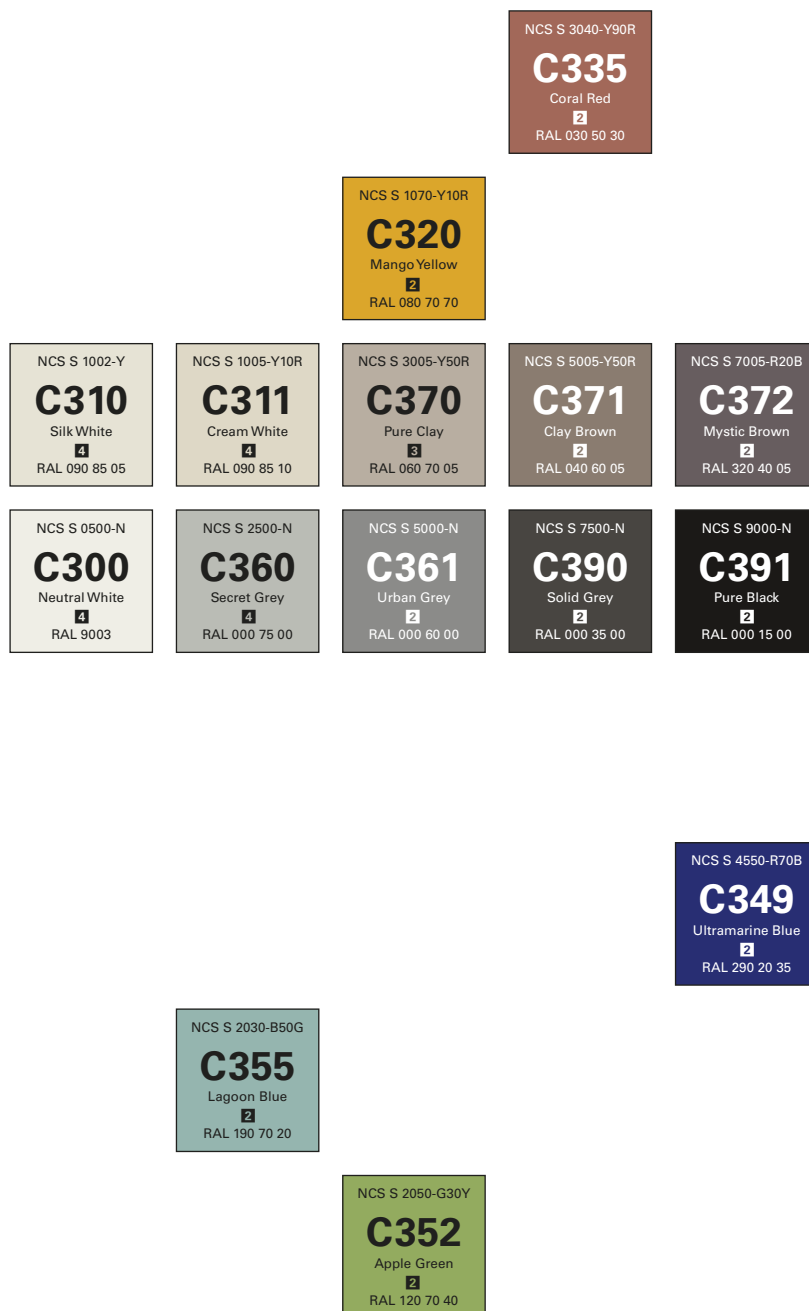 NCS S 3040-Y90R
C335
Coral Red
2
RAL 030 50 30
NCS S 1070-Y10R
C320
Mango Yellow
2
RAL 080 70 70
NCS S 1002-Y
C310
Silk White
4
RAL 090 85 05
NCS S 1005-Y10R
C311
Cream White
4
RAL 090 85 10
NCS S 3005-Y50R
C370
Pure Clay
3
RAL 060 70 05
NCS S 5005-Y50R
C371
Clay Brown
2
RAL 040 60 05
NCS S 7005-R20B
C372
Mystic Brown
2
RAL 320 40 05
NCS S 0500-N
C300
Neutral White
4
RAL 9003
NCS S 2500-N
C360
Secret Grey
4
RAL 000 75 00
NCS S 5000-N
C361
Urban Grey
2
RAL 000 60 00
NCS S 7500-N
C390
Solid Grey
2
RAL 000 35 00
NCS S 9000-N
C391
Pure Black
2
RAL 000 15 00
NCS S 4550-R70B
C349
Ultramarine Blue
2
RAL 290 20 35
NCS S 2030-B50G
C355
Lagoon Blue
2
RAL 190 70 20
NCS S 2050-G30Y
C352
Apple Green
2
RAL 120 70 40